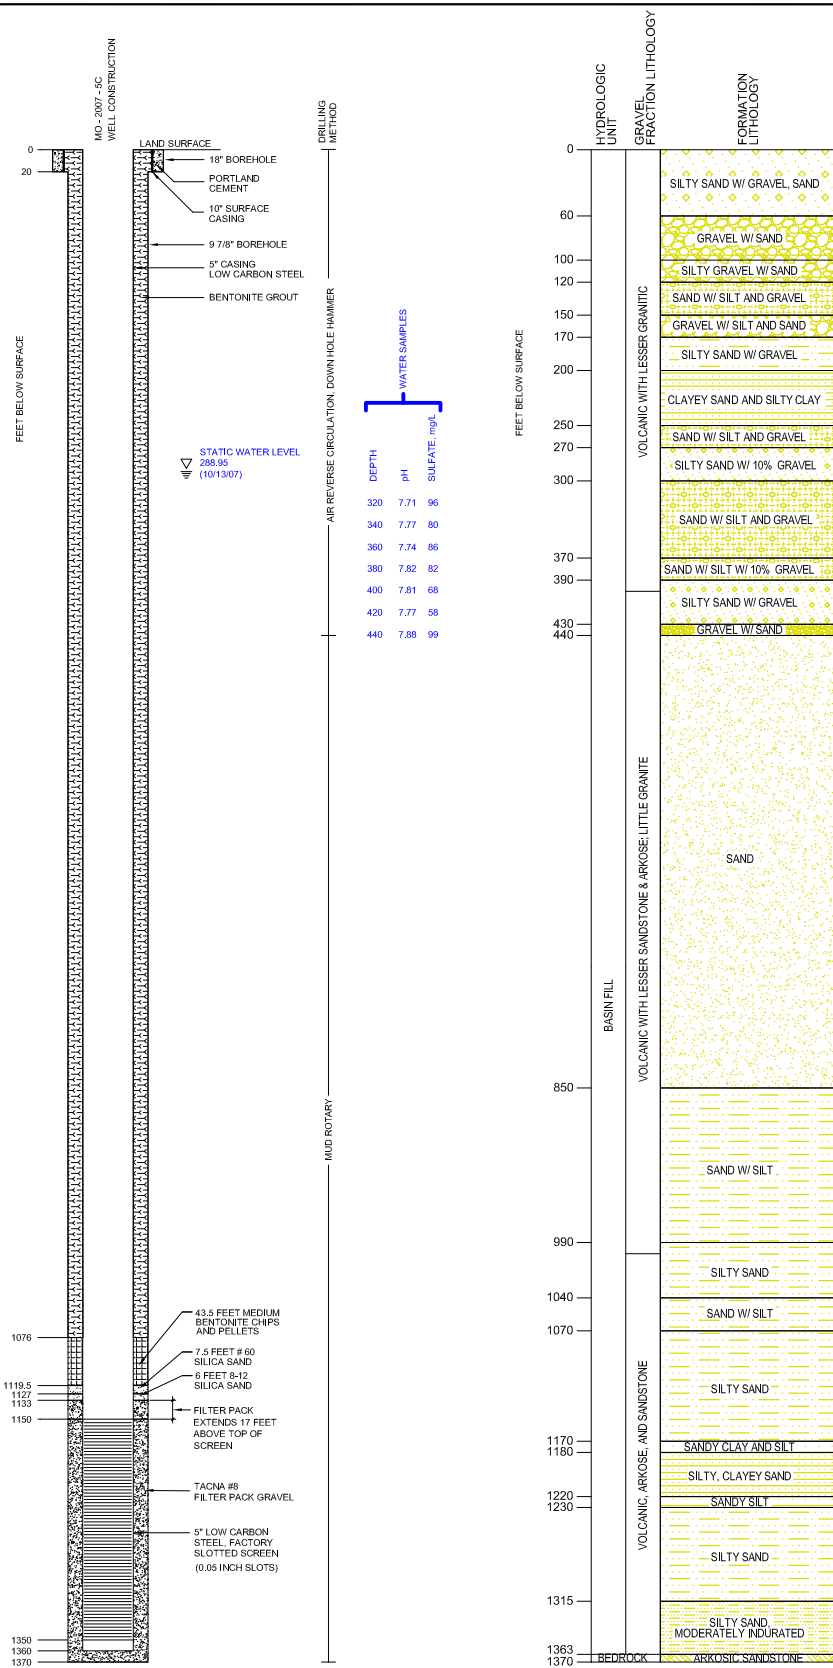 MO - 2007 - 5C
WELL CONSTRUCTION
DRILLING
METHOD
HYDROLOGIC
UNIT
GRAVEL
FRACTION LITHOLOGY
FORMATION
LITHOLOGY
LAND SURFACE
0
20
18" BOREHOLE
PORTLAND
CEMENT
10" SURFACE
CASING
9 7/8" BOREHOLE
5" CASING
LOW CARBON STEEL
BENTONITE GROUT
FEET BELOW SURFACE
STATIC WATER LEVEL
288.95
(10/13/07)
AIR REVERSE CIRCULATION, DOWN HOLE HAMMER
MUD ROTARY
WATER SAMPLES
DEPTH pH SULFATE, mg/L
320 7.71 96
340 7.77 80
360 7.74 86
380 7.82 82
400 7.81 68
420 7.77 58
440 7.88 99
1076
1119.5
1127
1133
1150
1350
1360
1370
43.5 FEET MEDIUM
BENTONITE CHIPS
AND PELLETS
7.5 FEET # 60
SILICA SAND
6 FEET 8-12
SILICA SAND
FILTER PACK
EXTENDS 17 FEET
ABOVE TOP OF
SCREEN
TACNA #8
FILTER PACK GRAVEL
5" LOW CARBON
STEEL, FACTORY
SLOTTED SCREEN
(0.05 INCH SLOTS)
FEET BELOW SURFACE
0
60
100
120
150
170
200
250
270
300
370
390
430
440
850
990
1040
1070
1170
1180
1220
1230
1315
1363
1370
BASIN FILL
BEDROCK
VOLCANIC WITH LESSER GRANITIC
VOLCANIC WITH LESSER SANDSTONE & ARKOSE; LITTLE GRANITE
VOLCANIC, ARKOSE, AND SANDSTONE
SILTY SAND W/ GRAVEL, SAND
GRAVEL W/ SAND
SILTY GRAVEL W/ SAND
SAND W/ SILT AND GRAVEL
GRAVEL W/ SILT AND SAND
SILTY SAND W/ GRAVEL
CLAYEY SAND AND SILTY CLAY
SAND W/ SILT AND GRAVEL
SILTY SAND W/ 10% GRAVEL
SAND W/ SILT AND GRAVEL
SAND W/ SILT W/ 10% GRAVEL
SILTY SAND W/ GRAVEL
GRAVEL W/ SAND
SAND
SAND W/ SILT
SILTY SAND
SAND W/ SILT
SILTY SAND
SANDY CLAY AND SILT
SILTY, CLAYEY SAND
SANDY SILT
SILTY SAND
SILTY SAND,
MODERATELY INDURATED
ARKOSIC SANDSTONE